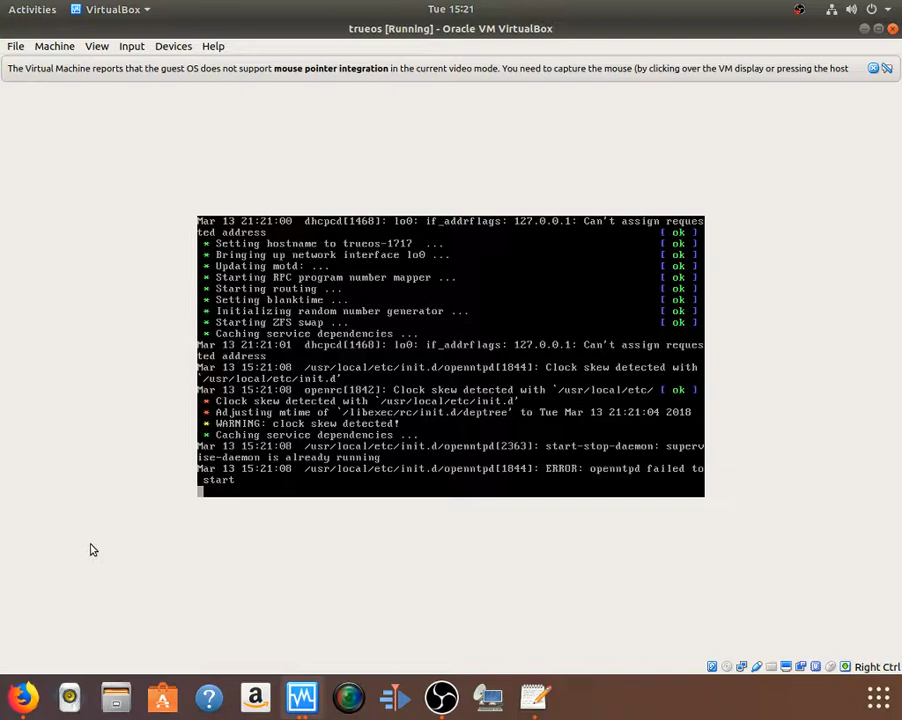 Activities VirtualBox Tue 15:21
trueos [Running] - Oracle VM VirtualBox
File Machine View Input Devices Help
The Virtual Machine reports that the guest OS does not support mouse pointer integration in the current video mode. You need to capture the mouse (by clicking over the VM display or pressing the host
Mar 13 21:21:00 dhcpcd[1468]: lo0: if_addrflags: 127.0.0.1: Can't assign reques
ted address [ ok ]
* Setting hostname to trueos-1717 ... [ ok ]
* Bringing up network interface lo0 ... [ ok ]
* Updating motd: ... [ ok ]
* Starting RPC program number mapper ... [ ok ]
* Starting routing ... [ ok ]
* Setting blanktime ... [ ok ]
* Initializing random number generator ... [ ok ]
* Starting ZFS swap ... [ ok ]
* Caching service dependencies ...
Mar 13 21:21:01 dhcpcd[1468]: lo0: if_addrflags: 127.0.0.1: Can't assign reques
ted address
Mar 13 15:21:08 /usr/local/etc/init.d/openntpd[1844]: Clock skew detected with
`/usr/local/etc/init.d'
Mar 13 15:21:08 openrc[1842]: Clock skew detected with `/usr/local/etc/ [ ok ]
* Clock skew detected with `/usr/local/etc/init.d'
* Adjusting mtime of `/libexec/rc/init.d/deptree' to Tue Mar 13 21:21:04 2018
* WARNING: clock skew detected!
* Caching service dependencies ...
Mar 13 15:21:08 /usr/local/etc/init.d/openntpd[2363]: start-stop-daemon: superv
ise-daemon is already running
Mar 13 15:21:08 /usr/local/etc/init.d/openntpd[1844]: ERROR: openntpd failed to
start
Right Ctrl